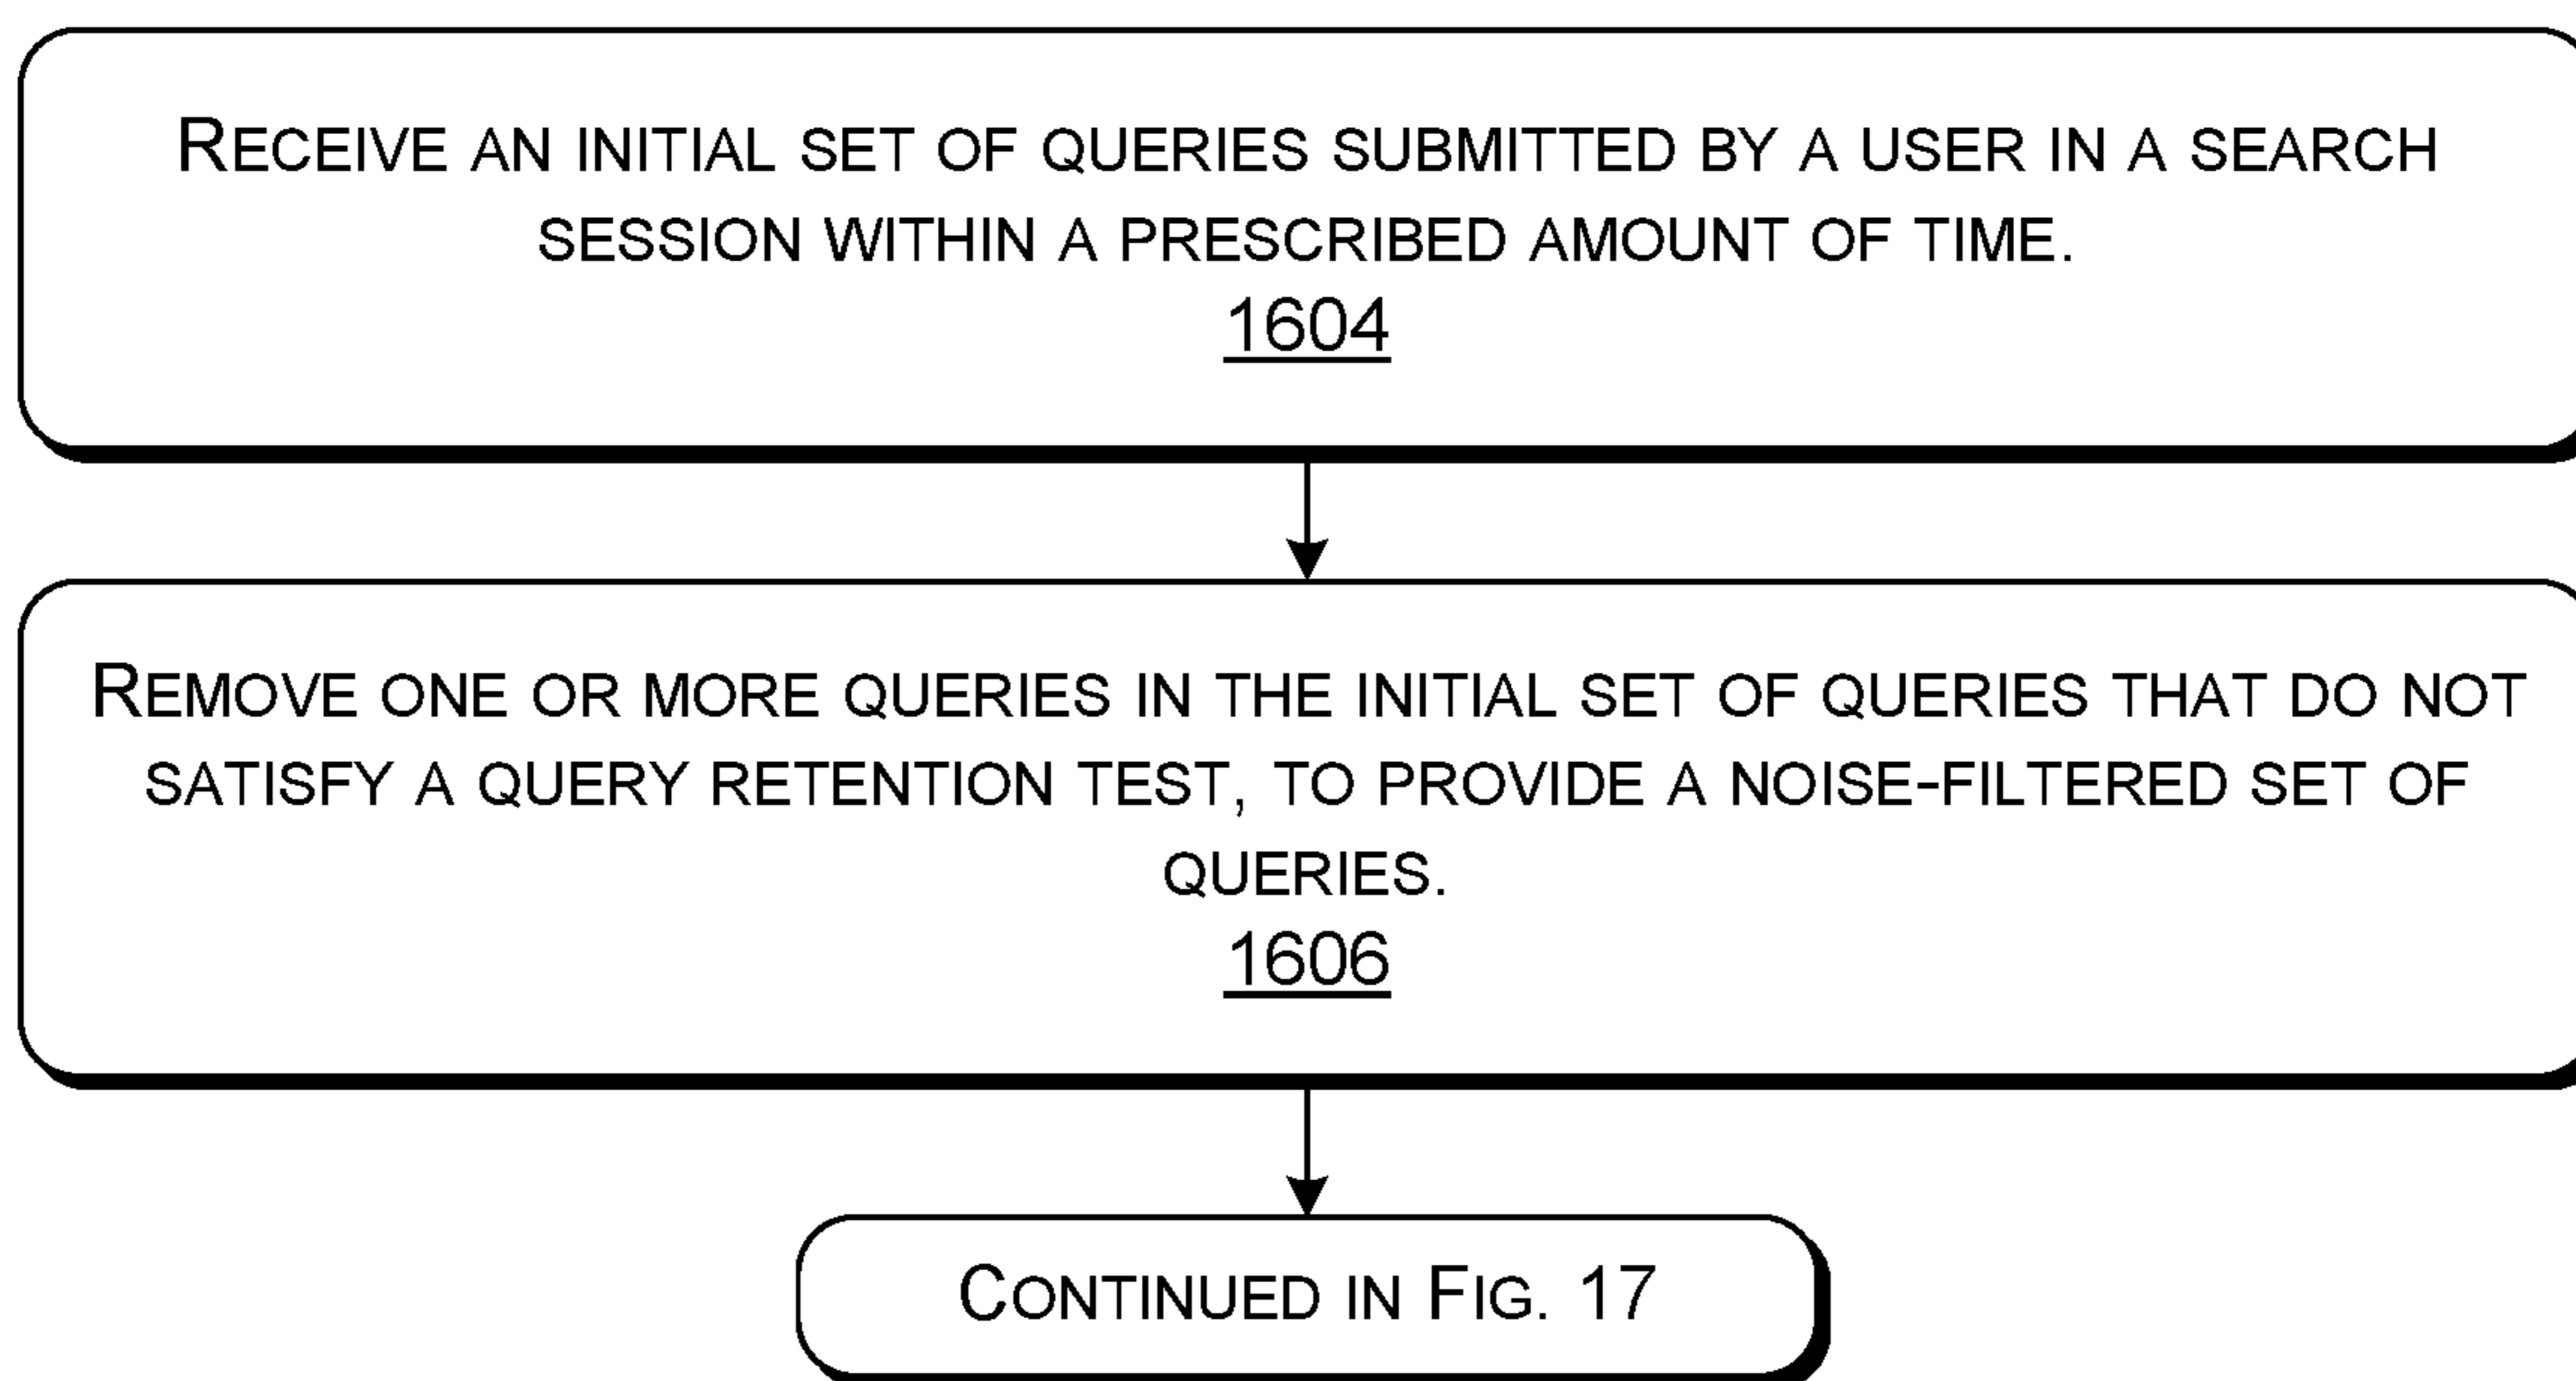 RECEIVE AN INITIAL SET OF QUERIES SUBMITTED BY A USER IN A SEARCH
SESSION WITHIN A PRESCRIBED AMOUNT OF TIME.
1604
REMOVE ONE OR MORE QUERIES IN THE INITIAL SET OF QUERIES THAT DO NOT
SATISFY A QUERY RETENTION TEST, TO PROVIDE A NOISE-FILTERED SET OF
QUERIES.
1606
CONTINUED IN FIG. 17